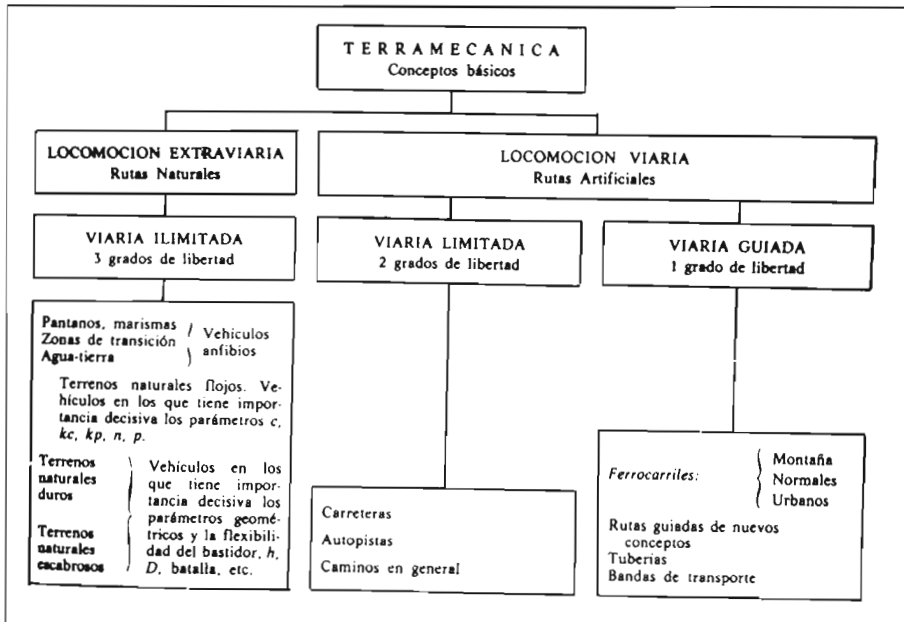 TERRAMECANICA
Conceptos básicos
LOCOMOCION EXTRAVIARIA
Rutas Naturales
LOCOMOCION VIARIA
Rutas Artificiales
VIARIA ILIMITADA
3 grados de libertad
VIARIA LIMITADA
2 grados de libertad
VIARIA GUIADA
1 grado de libertad
Pantanos, marismas
Zonas de transición
Agua-tierra
Vehículos
anfibios
Terrenos naturales flojos. Ve-
hículos en los que tiene impor-
tancia decisiva los parámetros c,
kc, kp, n, p.
Terrenos
naturales
duros
Terrenos
naturales
escabrosos
Vehículos en los
que tiene impor-
tancia decisiva los
parámetros geomé-
tricos y la flexibili-
dad del bastidor, h,
D, batalla, etc.
Carreteras
Autopistas
Caminos en general
Ferrocarriles:
Montaña
Normales
Urbanos
Rutas guiadas de nuevos
conceptos
Tuberías
Bandas de transporte